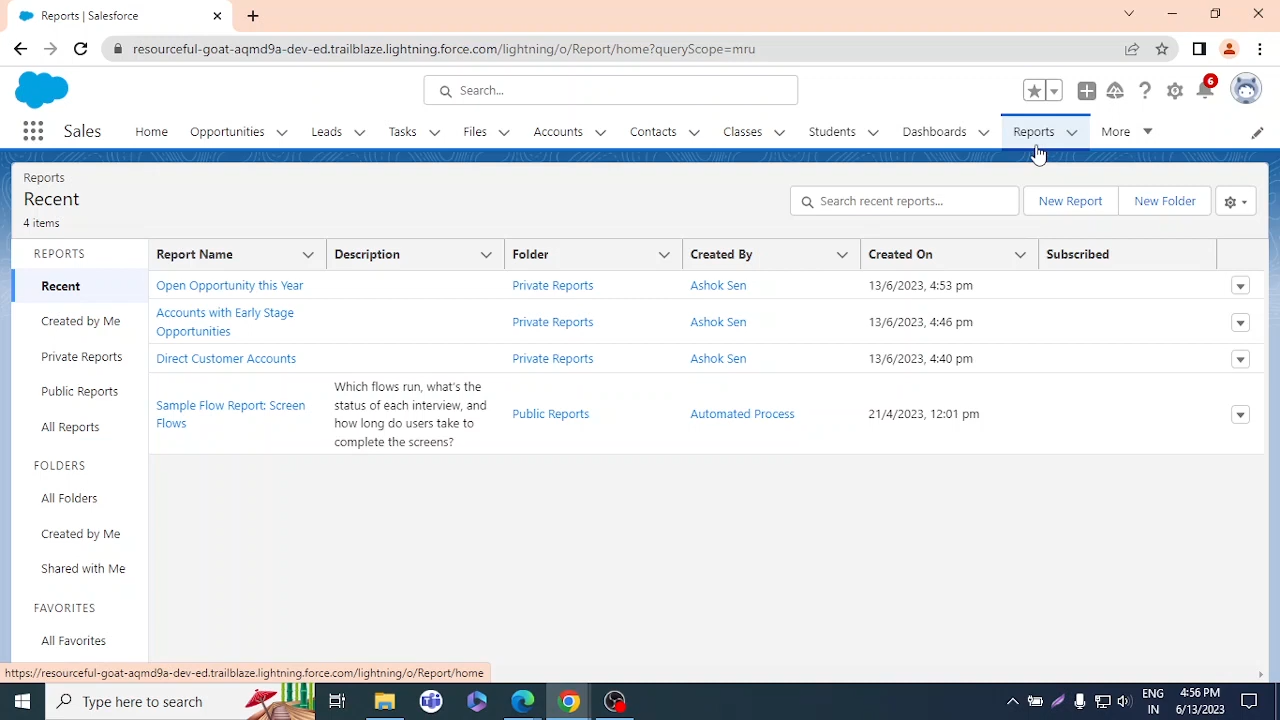 Reports | Salesforce
resourceful-goat-aqmd9a-dev-ed.trailblaze.lightning.force.com/lightning/o/Report/home?queryScope=mru
Search...
6
Sales Home Opportunities Leads Tasks Files Accounts Contacts Classes Students Dashboards Reports More
Reports
Recent
4 items
Search recent reports...
New Report
New Folder
REPORTS
Recent
Created by Me
Private Reports
Public Reports
All Reports
FOLDERS
All Folders
Created by Me
Shared with Me
FAVORITES
All Favorites
Report Name Description Folder Created By Created On Subscribed
Open Opportunity this Year Private Reports Ashok Sen 13/6/2023, 4:53 pm
Accounts with Early Stage
Opportunities
Private Reports Ashok Sen 13/6/2023, 4:46 pm
Direct Customer Accounts Private Reports Ashok Sen 13/6/2023, 4:40 pm
Sample Flow Report: Screen
Flows
Which flows run, what's the
status of each interview, and
how long do users take to
complete the screens?
Public Reports Automated Process 21/4/2023, 12:01 pm
https://resourceful-goat-aqmd9a-dev-ed.trailblaze.lightning.force.com/lightning/o/Report/home
Type here to search
ENG
IN
4:56 PM
6/13/2023